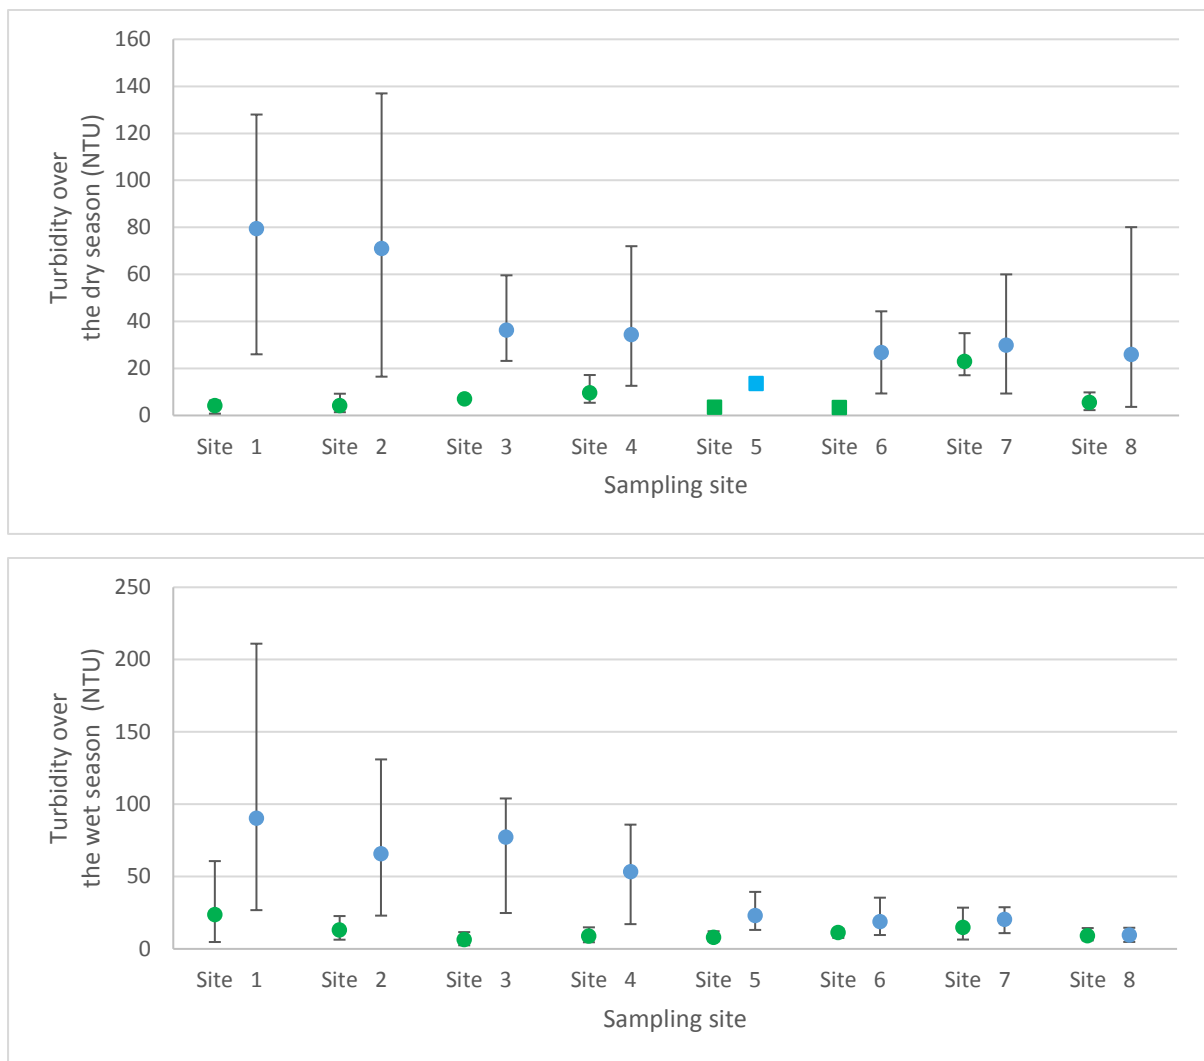 160
140
120
100
80
60
40
20
0
Turbidity over
the dry season (NTU)
Site 1 Site 2 Site 3 Site 4 Site 5 Site 6 Site 7 Site 8
Sampling site
250
200
150
100
50
0
Turbidity over
the wet season (NTU)
Site 1 Site 2 Site 3 Site 4 Site 5 Site 6 Site 7 Site 8
Sampling site